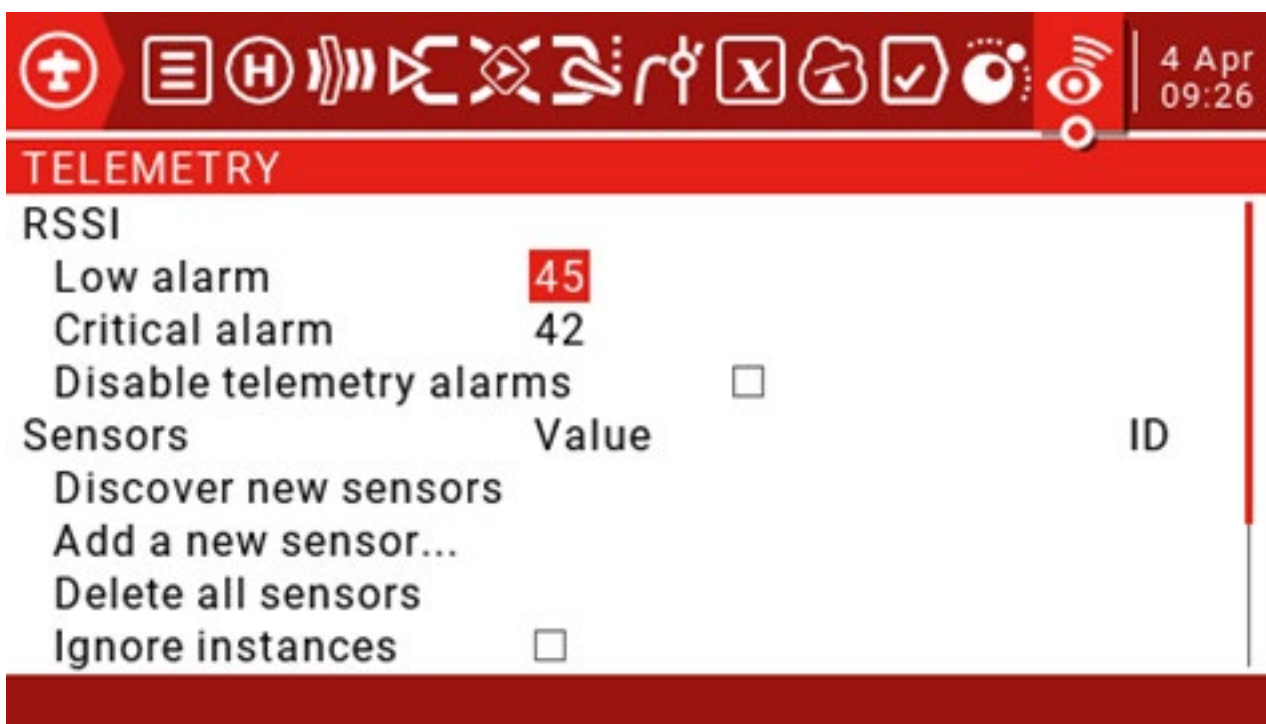 4 Apr
09:26
TELEMETRY
RSSI
Low alarm 45
Critical alarm 42
Disable telemetry alarms
Sensors Value ID
Discover new sensors
Add a new sensor...
Delete all sensors
Ignore instances